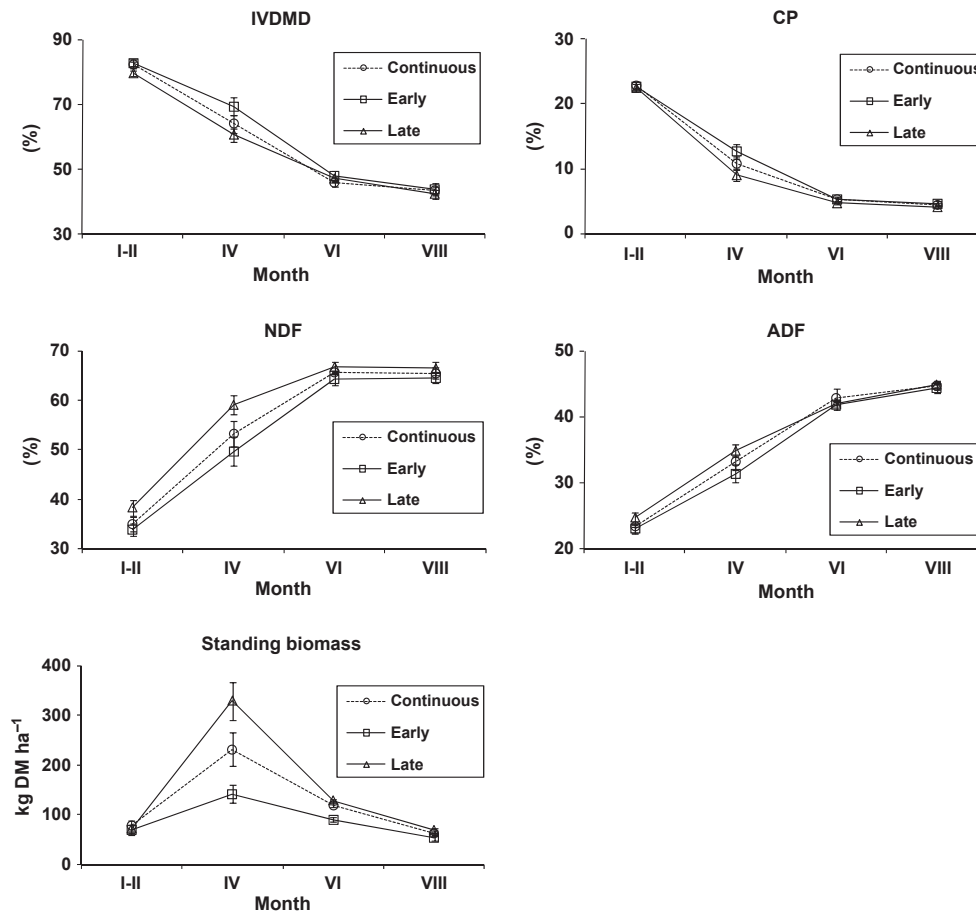 IVDMD
90
70
50
30
(%)
I-II
IV
VI
VIII
Month
Continuous
Early
Late
CP
30
20
10
0
(%)
I-II
IV
VI
VIII
Month
Continuous
Early
Late
NDF
70
60
50
40
30
(%)
I-II
IV
VI
VIII
Month
Continuous
Early
Late
ADF
50
40
30
20
(%)
I-II
IV
VI
VIII
Month
Continuous
Early
Late
Standing biomass
400
300
200
100
0
kg DM ha⁻¹
I-II
IV
VI
VIII
Month
Continuous
Early
Late